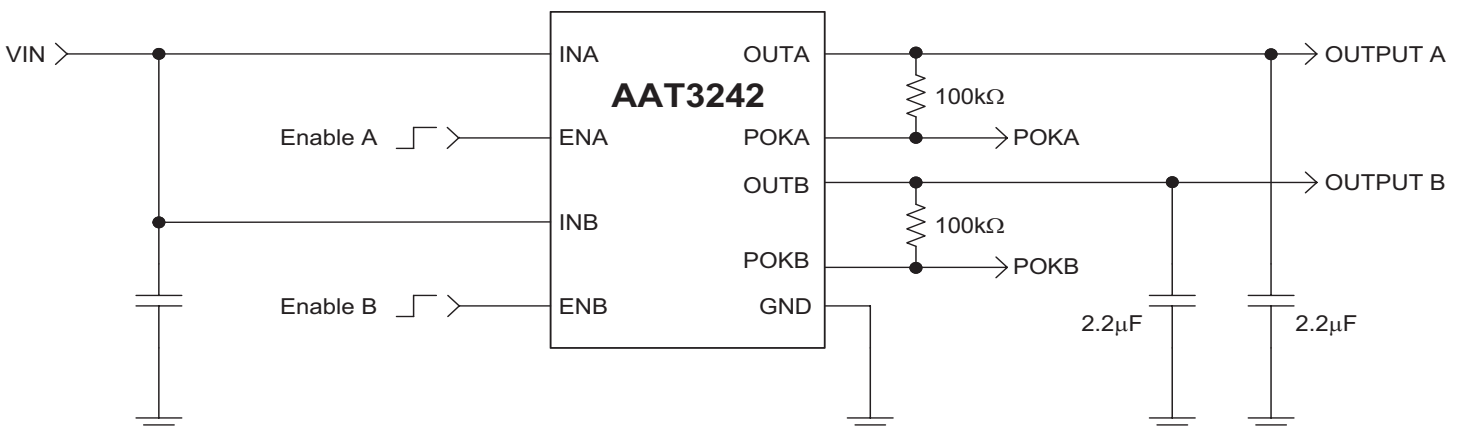 VIN
INA
OUTA
OUTPUT A
AAT3242
100kΩ
Enable A
ENA
POKA
POKA
OUTB
OUTPUT B
INB
100kΩ
POKB
POKB
Enable B
ENB
GND
2.2μF
2.2μF